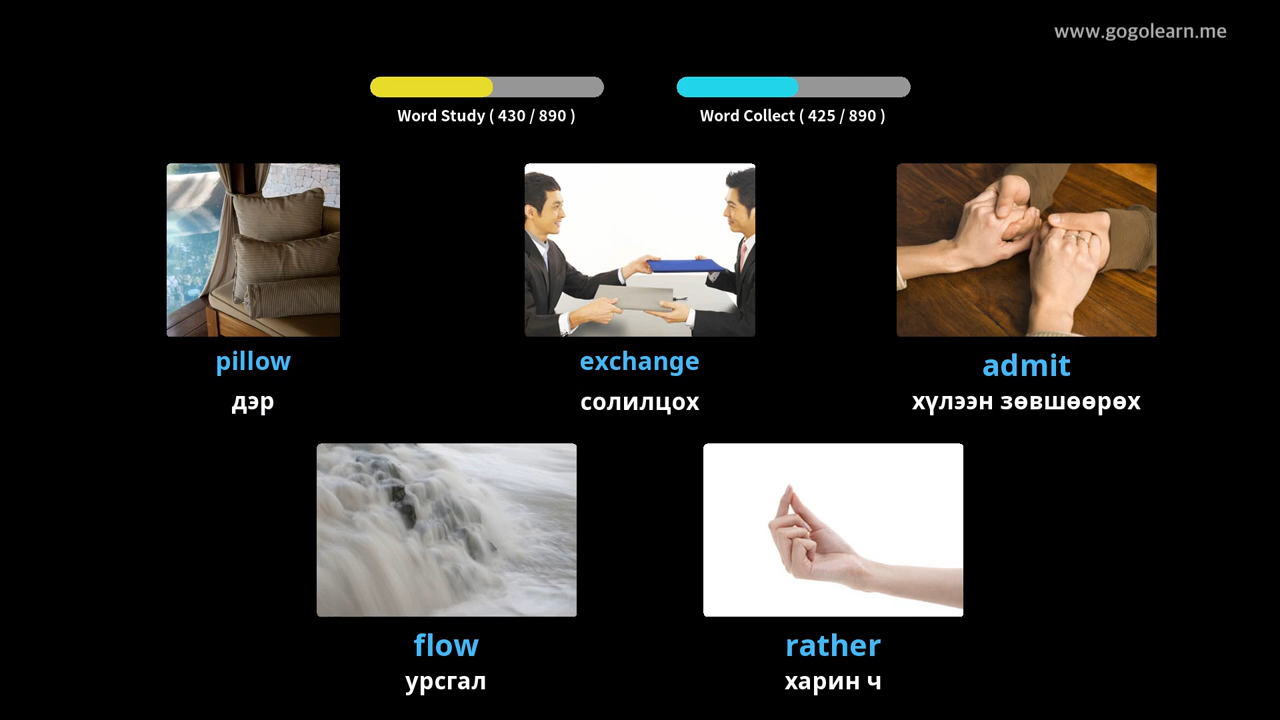 www.gogolearn.me
Word Study ( 430 / 890 )
Word Collect ( 425 / 890 )
pillow
дэр
exchange
солилцох
admit
хүлээн зөвшөөрөх
flow
урсгал
rather
харин ч